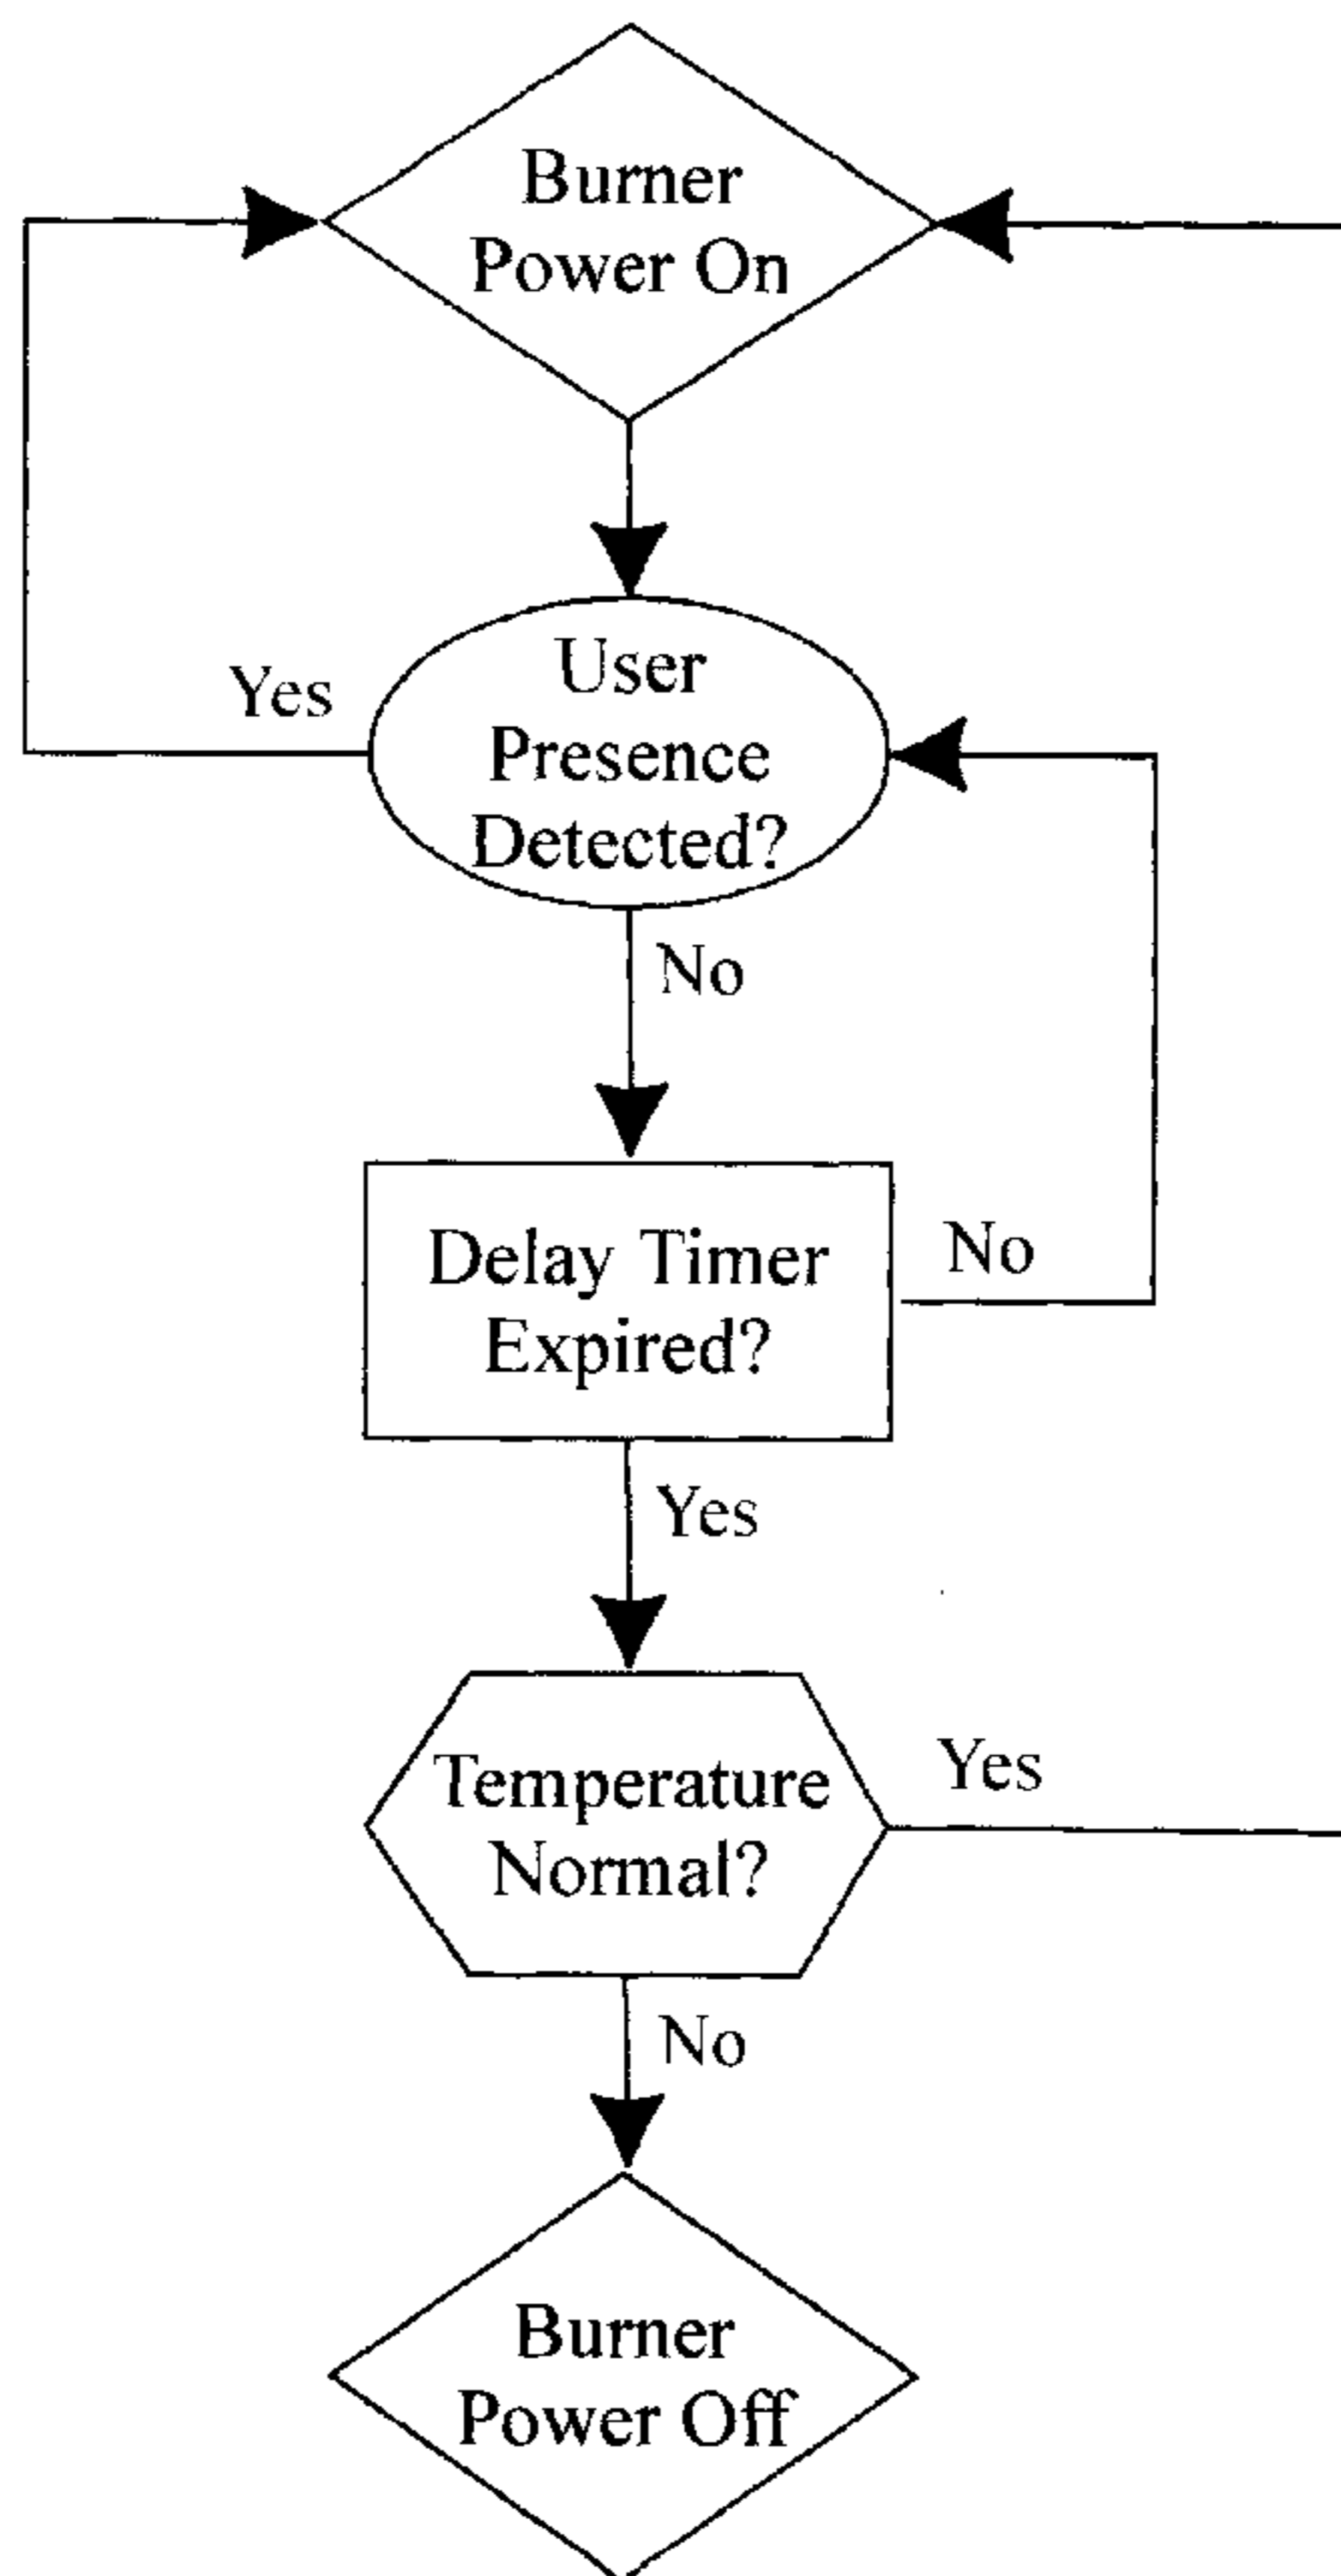 Burner
Power On
User
Presence
Detected?
Yes
No
Delay Timer
Expired?
No
Yes
Temperature
Normal?
Yes
No
Burner
Power Off